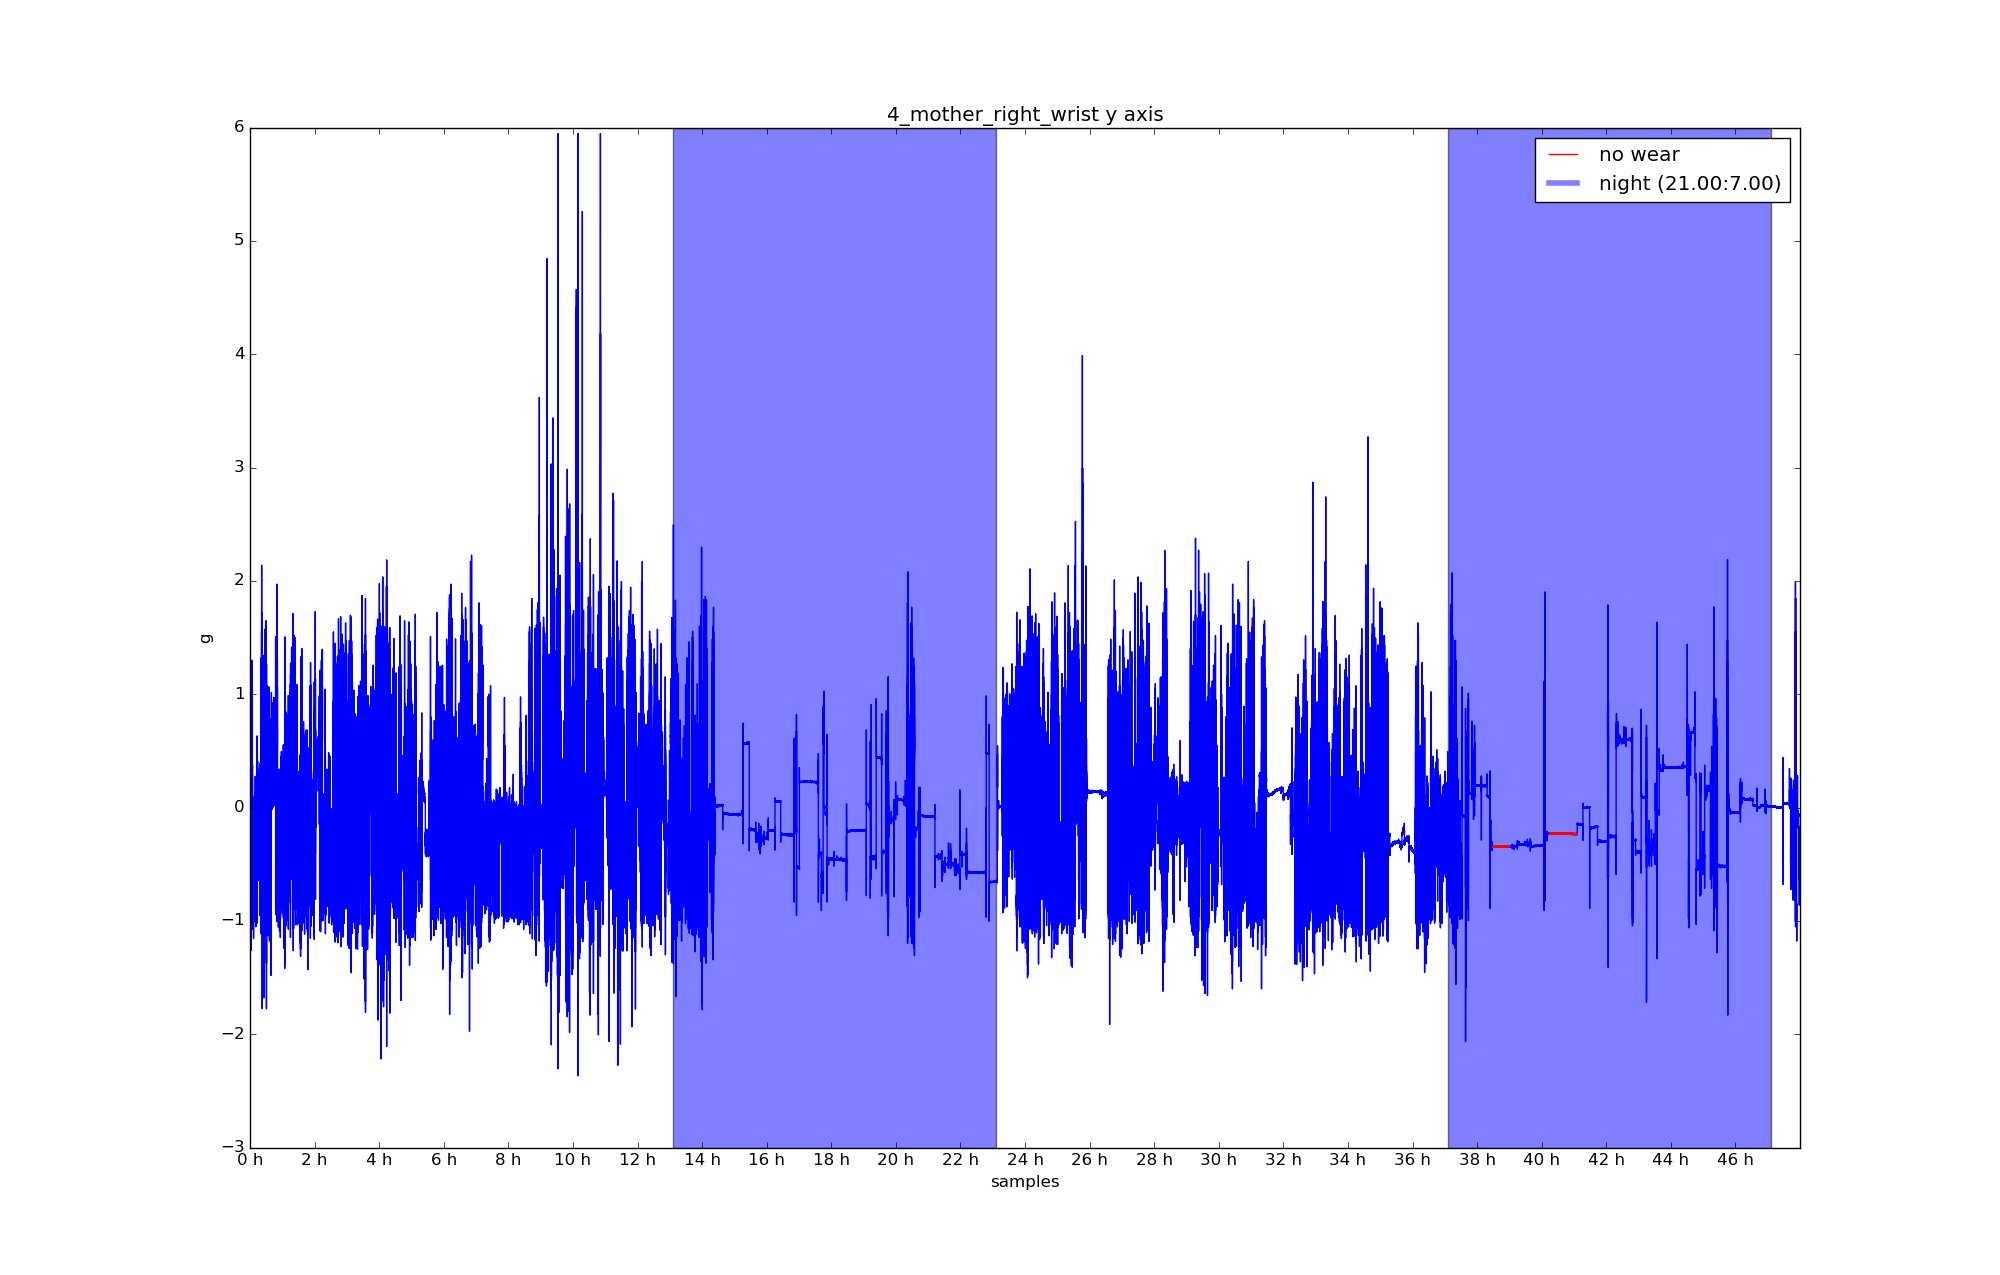 4_mother_right_wrist y axis
no wear
night (21.00:7.00)
6
5
4
3
2
1
0
−1
−2
−3
g
0 h 2 h 4 h 6 h 8 h 10 h 12 h 14 h 16 h 18 h 20 h 22 h 24 h 26 h 28 h 30 h 32 h 34 h 36 h 38 h 40 h 42 h 44 h 46 h
samples